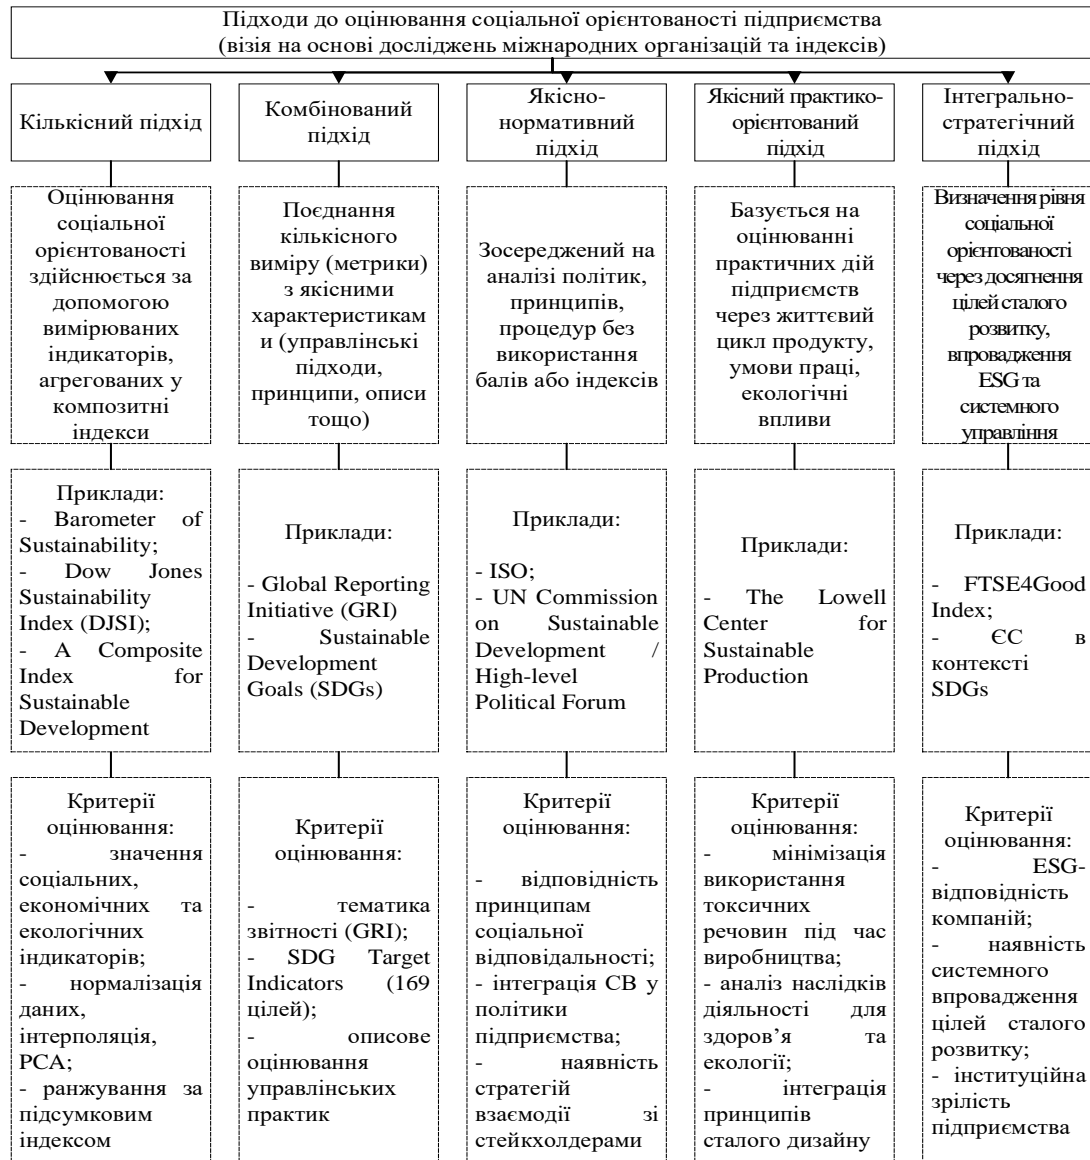 Підходи до оцінювання соціальної орієнтованості підприємства
(візія на основі досліджень міжнародних організацій та індексів)
Кількісний підхід
Комбінований
підхід
Якісно-
нормативний
підхід
Якісний практико-
орієнтований
підхід
Інтегрально-
стратегічний
підхід
Оцінювання
соціальної
орієнтованості
здійснюється за
допомогою
вимірюваних
індикаторів,
агрегованих у
композитні
індекси
Поєднання
кількісного
виміру (метрики)
з якісними
характеристикам
и (управлінські
підходи,
принципи, описи
тощо)
Зосереджений на
аналізі політик,
принципів,
процедур без
використання
балів або індексів
Базується на
оцінюванні
практичних дій
підприємств
через життєвий
цикл продукту,
умови праці,
екологічні
впливи
Визначення рівня
соціальної
орієнтованості
через досягнення
цілей сталого
розвитку,
впровадження
ESG та
системного
управління
Приклади:
- Barometer of
Sustainability;
- Dow Jones
Sustainability
Index (DJSI);
- A Composite
Index for
Sustainable
Development
Приклади:
- Global Reporting
Initiative (GRI)
- Sustainable
Development
Goals (SDGs)
Приклади:
- ISO;
- UN Commission
on Sustainable
Development /
High-level
Political Forum
Приклади:
- The Lowell
Center for
Sustainable
Production
Приклади:
- FTSE4Good
Index;
- ЄС в
контексті
SDGs
Критерії
оцінювання:
- значення
соціальних,
економічних та
екологічних
індикаторів;
- нормалізація
даних,
інтерполяція,
PCA;
- ранжування за
підсумковим
індексом
Критерії
оцінювання:
- тематика
звітності (GRI);
- SDG Target
Indicators (169
цілей);
- описове
оцінювання
управлінських
практик
Критерії
оцінювання:
- відповідність
принципам
соціальної
відповідальності;
- інтеграція СВ у
політики
підприємства;
- наявність
стратегій
взаємодії зі
стейкхолдерами
Критерії
оцінювання:
- мінімізація
використання
токсичних
речовин під час
виробництва;
- аналіз наслідків
діяльності для
здоров’я та
екології;
- інтеграція
принципів
сталого дизайну
Критерії
оцінювання:
- ESG-
відповідність
компаній;
- наявність
системного
впровадження
цілей сталого
розвитку;
- інституційна
зрілість
підприємства